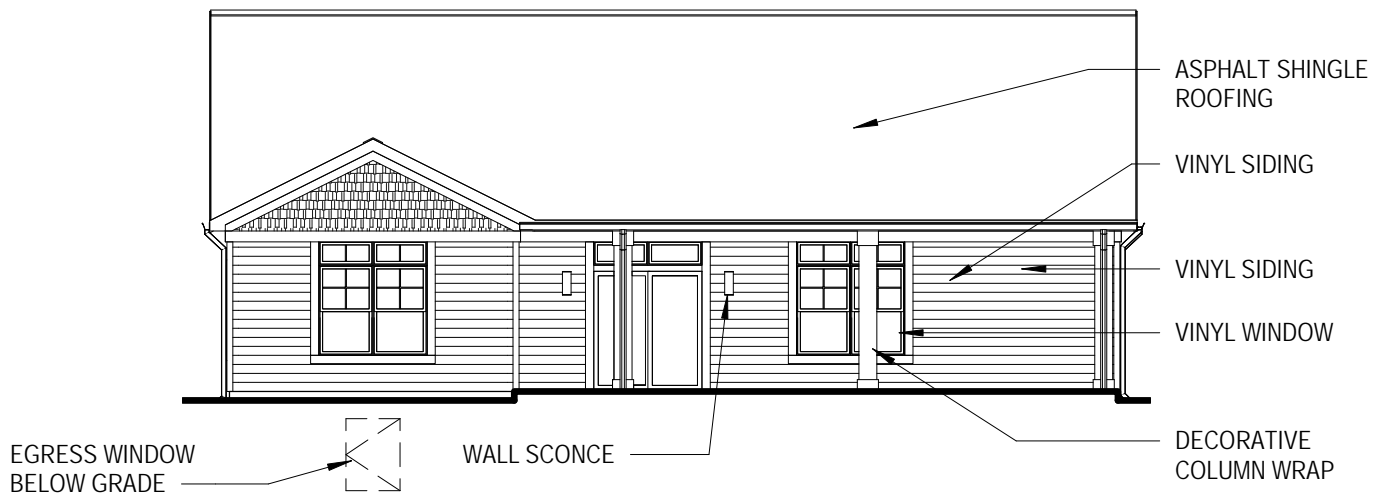 ASPHALT SHINGLE
ROOFING
VINYL SIDING
VINYL SIDING
VINYL WINDOW
DECORATIVE
COLUMN WRAP
WALL SCONCE
EGRESS WINDOW
BELOW GRADE